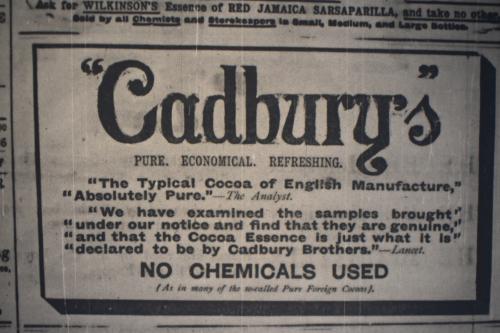 Ask for WILKINSON'S Essence of RED JAMAICA SARSAPARILLA, and take no othe
Sold by all Chemists and Storekeepers in Small, Medium, and Large Bottles.
"Cadbury's"
PURE. ECONOMICAL. REFRESHING.
"The Typical Cocoa of English Manufacture,"
"Absolutely Pure."—The Analyst.
"We have examined the samples brought"
"under our notice and find that they are genuine,"
"and that the Cocoa Essence is just what it is"
"declared to be by Cadbury Brothers."—Lancet.
NO CHEMICALS USED
(As in many of the so-called Pure Foreign Cocoas).